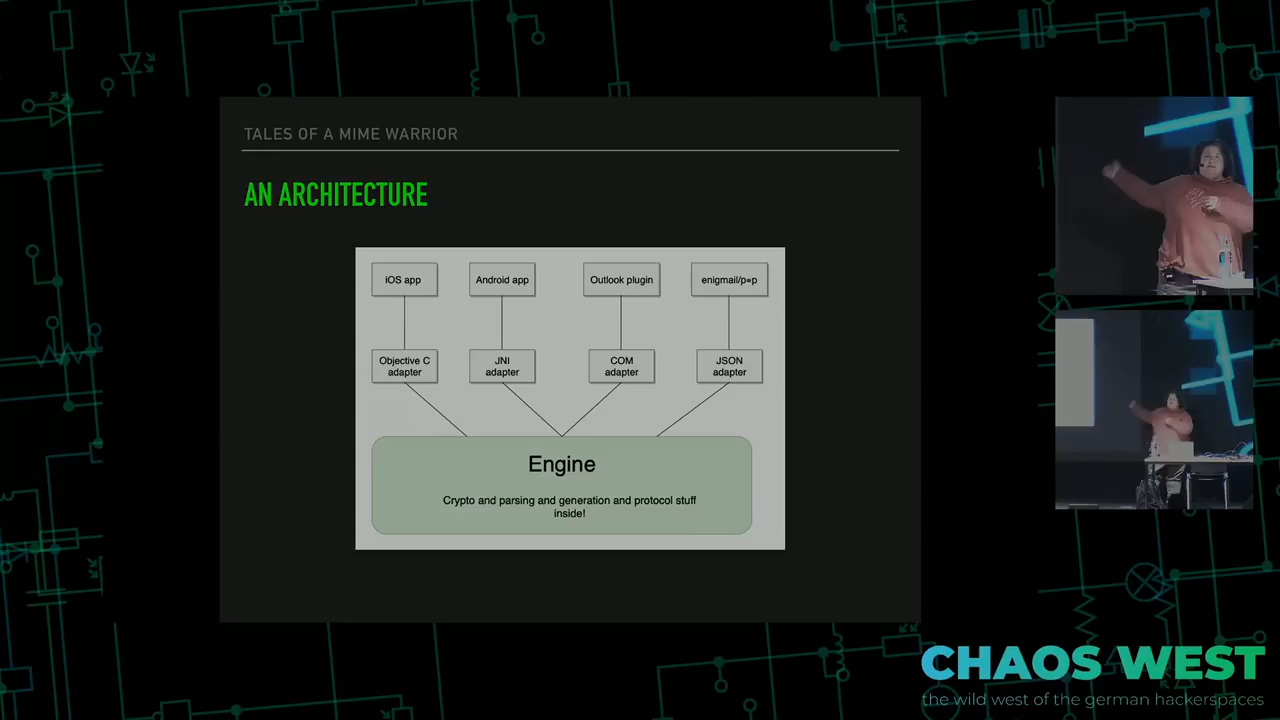 TALES OF A MIME WARRIOR
AN ARCHITECTURE
iOS app
Android app
Outlook plugin
enigmail/p=p
Objective C
adapter
JNI
adapter
COM
adapter
JSON
adapter
Engine
Crypto and parsing and generation and protocol stuff
inside!
CHAOS WEST
the wild west of the german hackerspaces